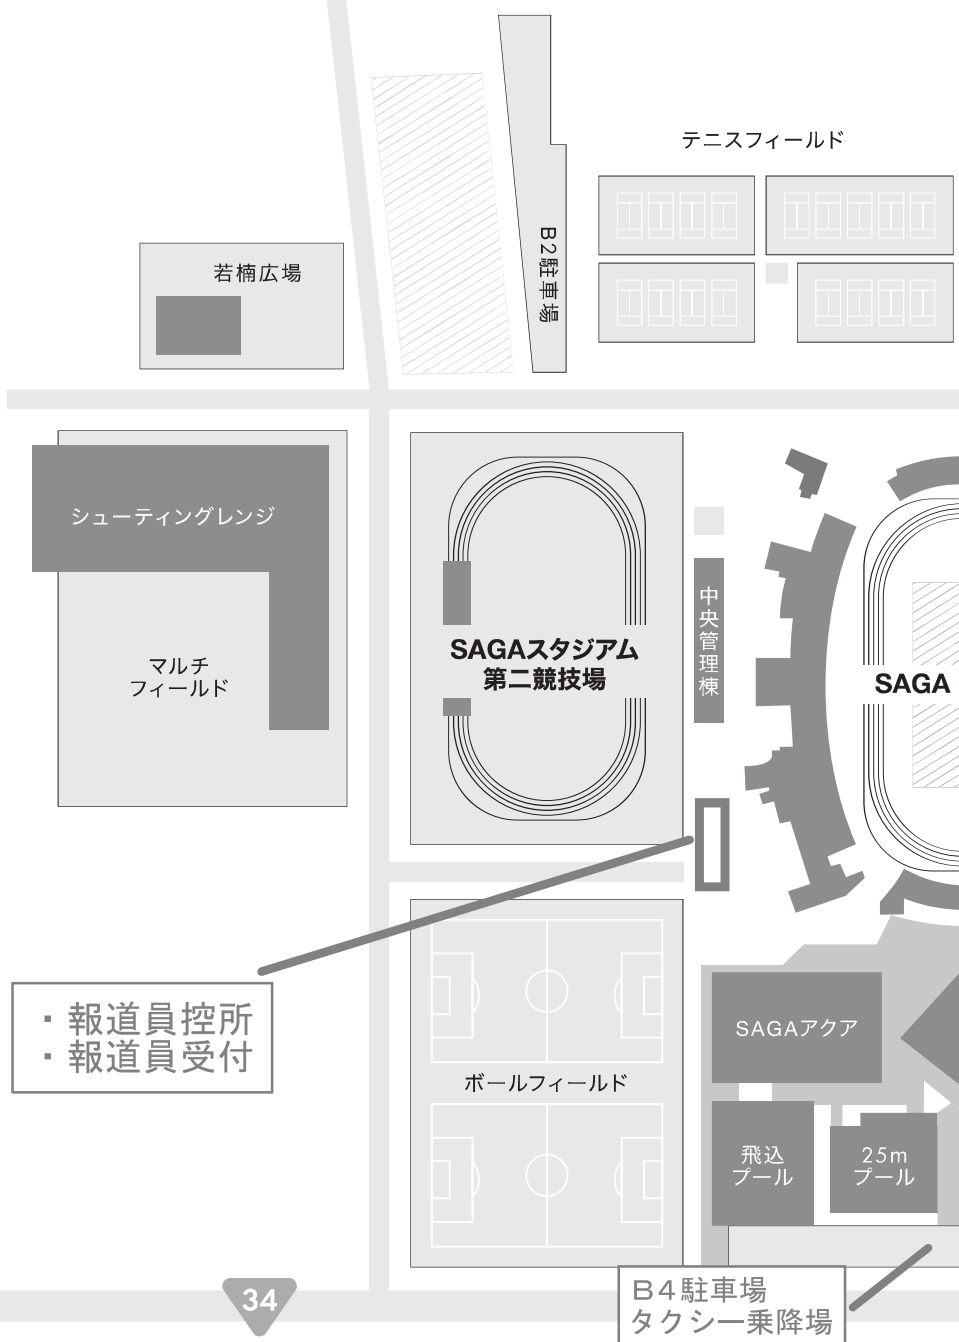 テニスフィールド
B2駐車場
若楠広場
シューティングレンジ
マルチ
フィールド
SAGAスタジアム
第二競技場
中央管理棟
SAGA
・報道員控所
・報道員受付
SAGAアクア
ボールフィールド
飛込
プール
25m
プール
34
B4駐車場
タクシー乗降場